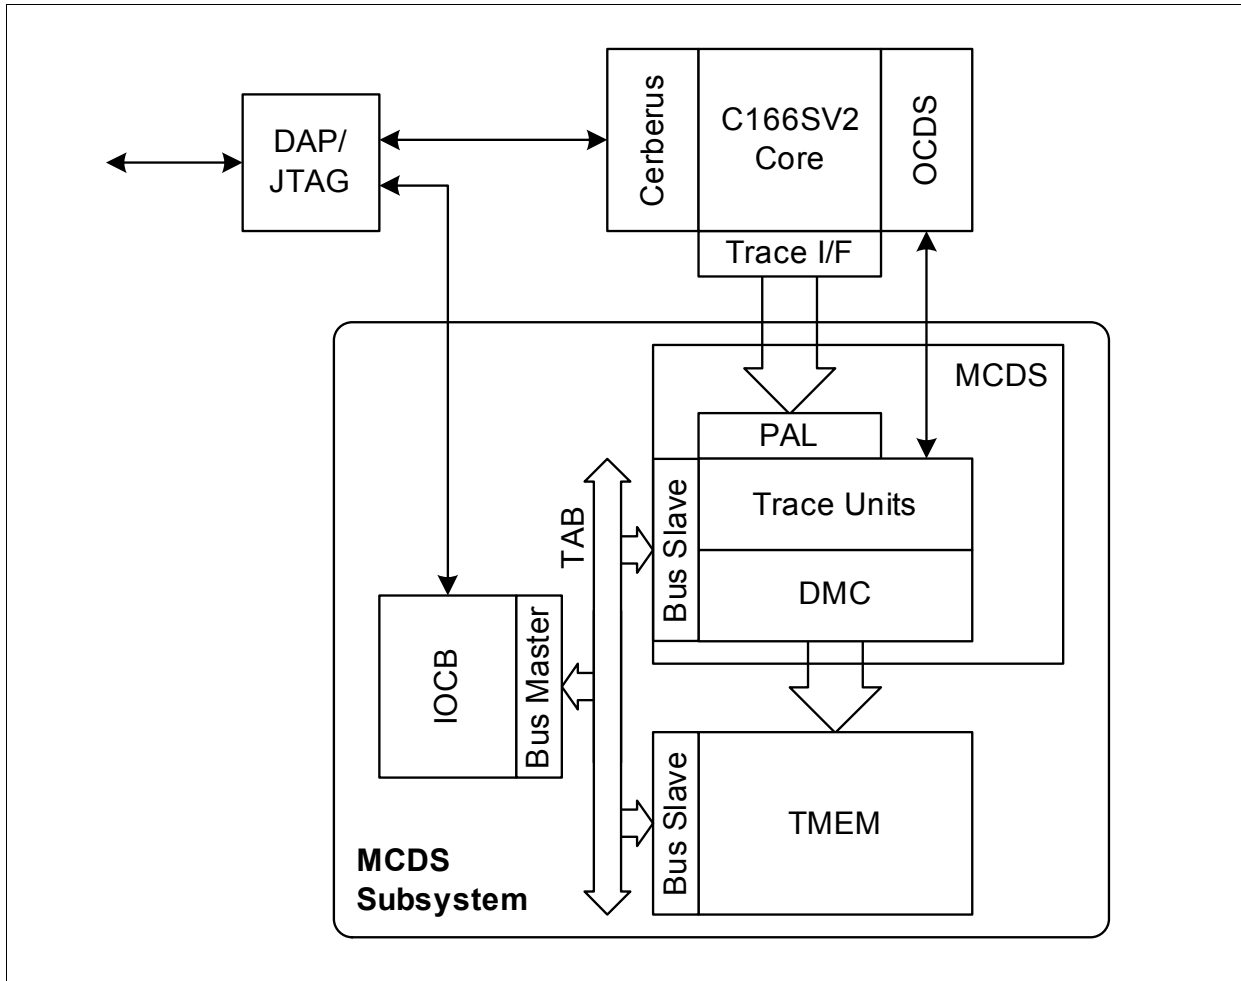 DAP/
JTAG
Cerberus
C166SV2
Core
OCDS
Trace I/F
MCDS
PAL
TAB
Bus Slave
Trace Units
DMC
IOCB
Bus Master
Bus Slave
TMEM
MCDS
Subsystem